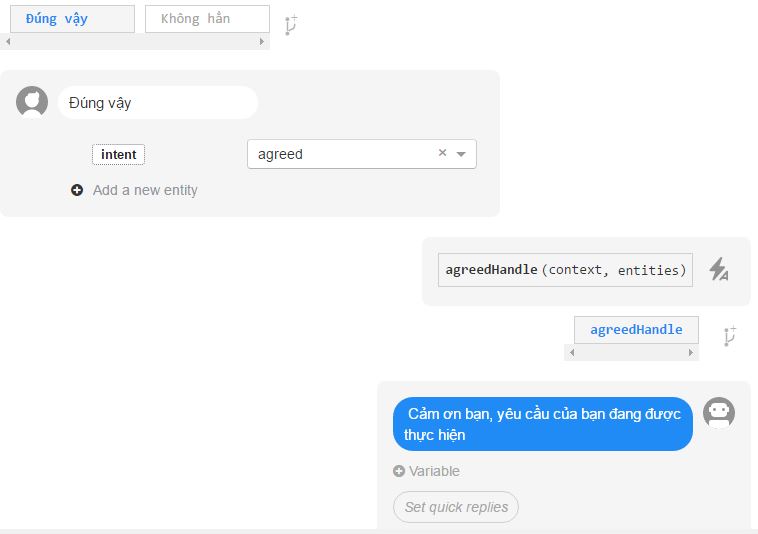 Đúng vậy
Không hẳn
Đúng vậy
intent
agreed
Add a new entity
agreedHandle(context, entities)
agreedHandle
Cảm ơn bạn, yêu cầu của bạn đang được
thực hiện
Variable
Set quick replies